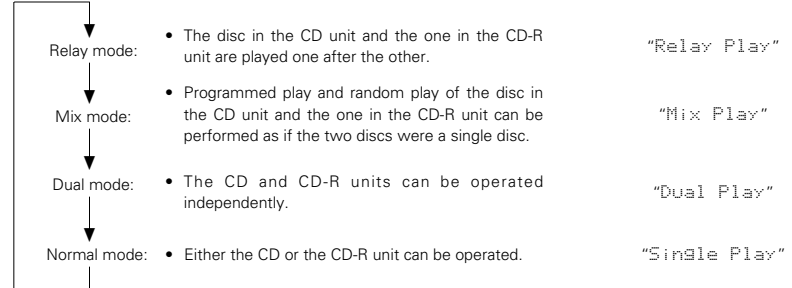 Relay mode:
• The disc in the CD unit and the one in the CD-R
unit are played one after the other.
"Relay Play"
Mix mode:
• Programmed play and random play of the disc in
the CD unit and the one in the CD-R unit can be
performed as if the two discs were a single disc.
"Mix Play"
Dual mode:
• The CD and CD-R units can be operated
independently.
"Dual Play"
Normal mode:
• Either the CD or the CD-R unit can be operated.
"Single Play"